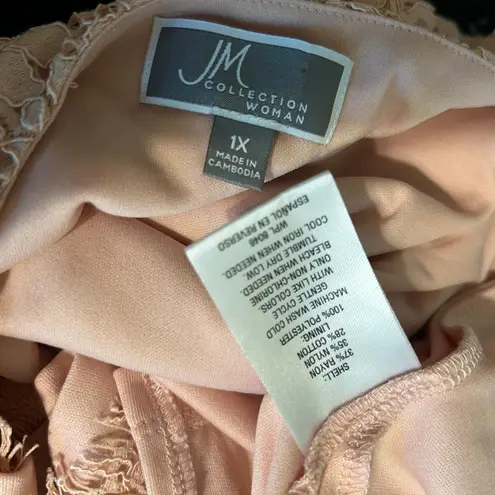 JM
COLLECTION
WOMAN
1X
MADE IN
CAMBODIA
SHELL:
37% RAYON
35% NYLON
28% COTTON
LINING:
100% POLYESTER
MACHINE WASH COLD
GENTLE CYCLE
WITH LIKE COLORS.
ONLY NON-CHLORINE
BLEACH WHEN NEEDED.
TUMBLE DRY LOW.
COOL IRON WHEN NEEDED.
WPL 8046
ESPAÑOL EN REVERSO